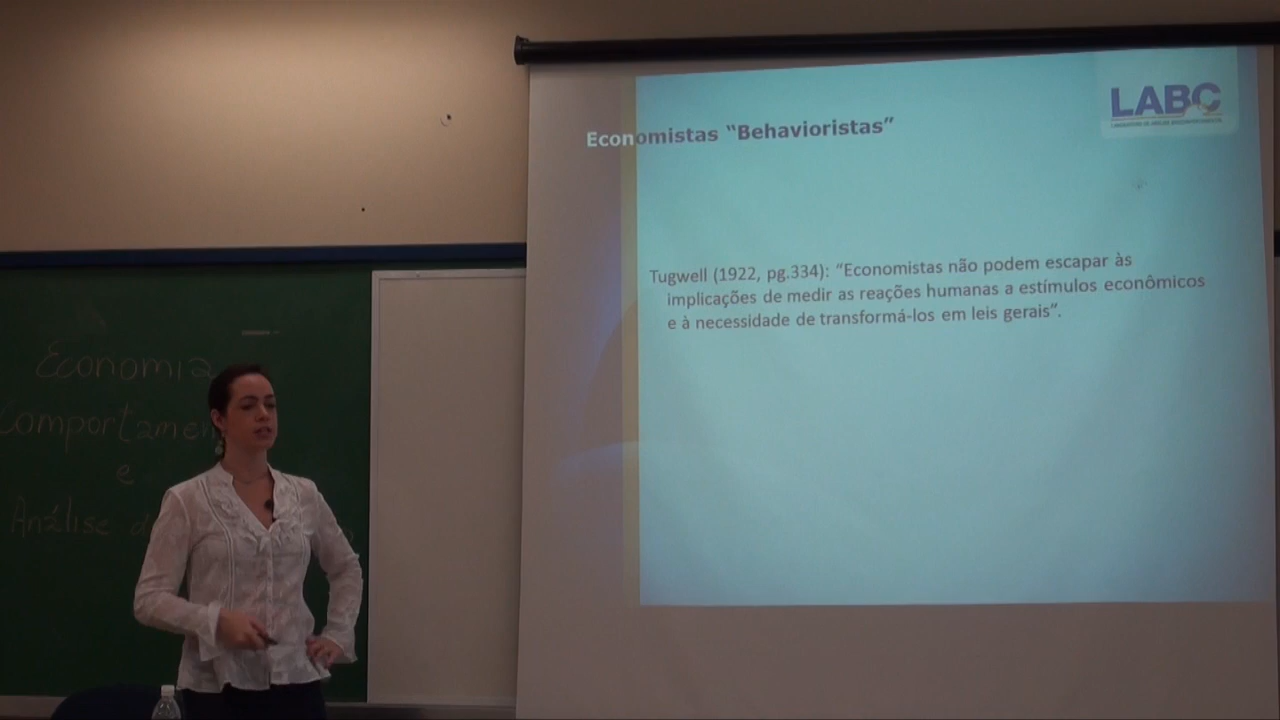 LABC
Economistas “Behavioristas”
Tugwell (1922, pg.334): “Economistas não podem escapar às
implicações de medir as reações humanas a estímulos econômicos
e à necessidade de transformá-los em leis gerais”.
Economia
e
Análise